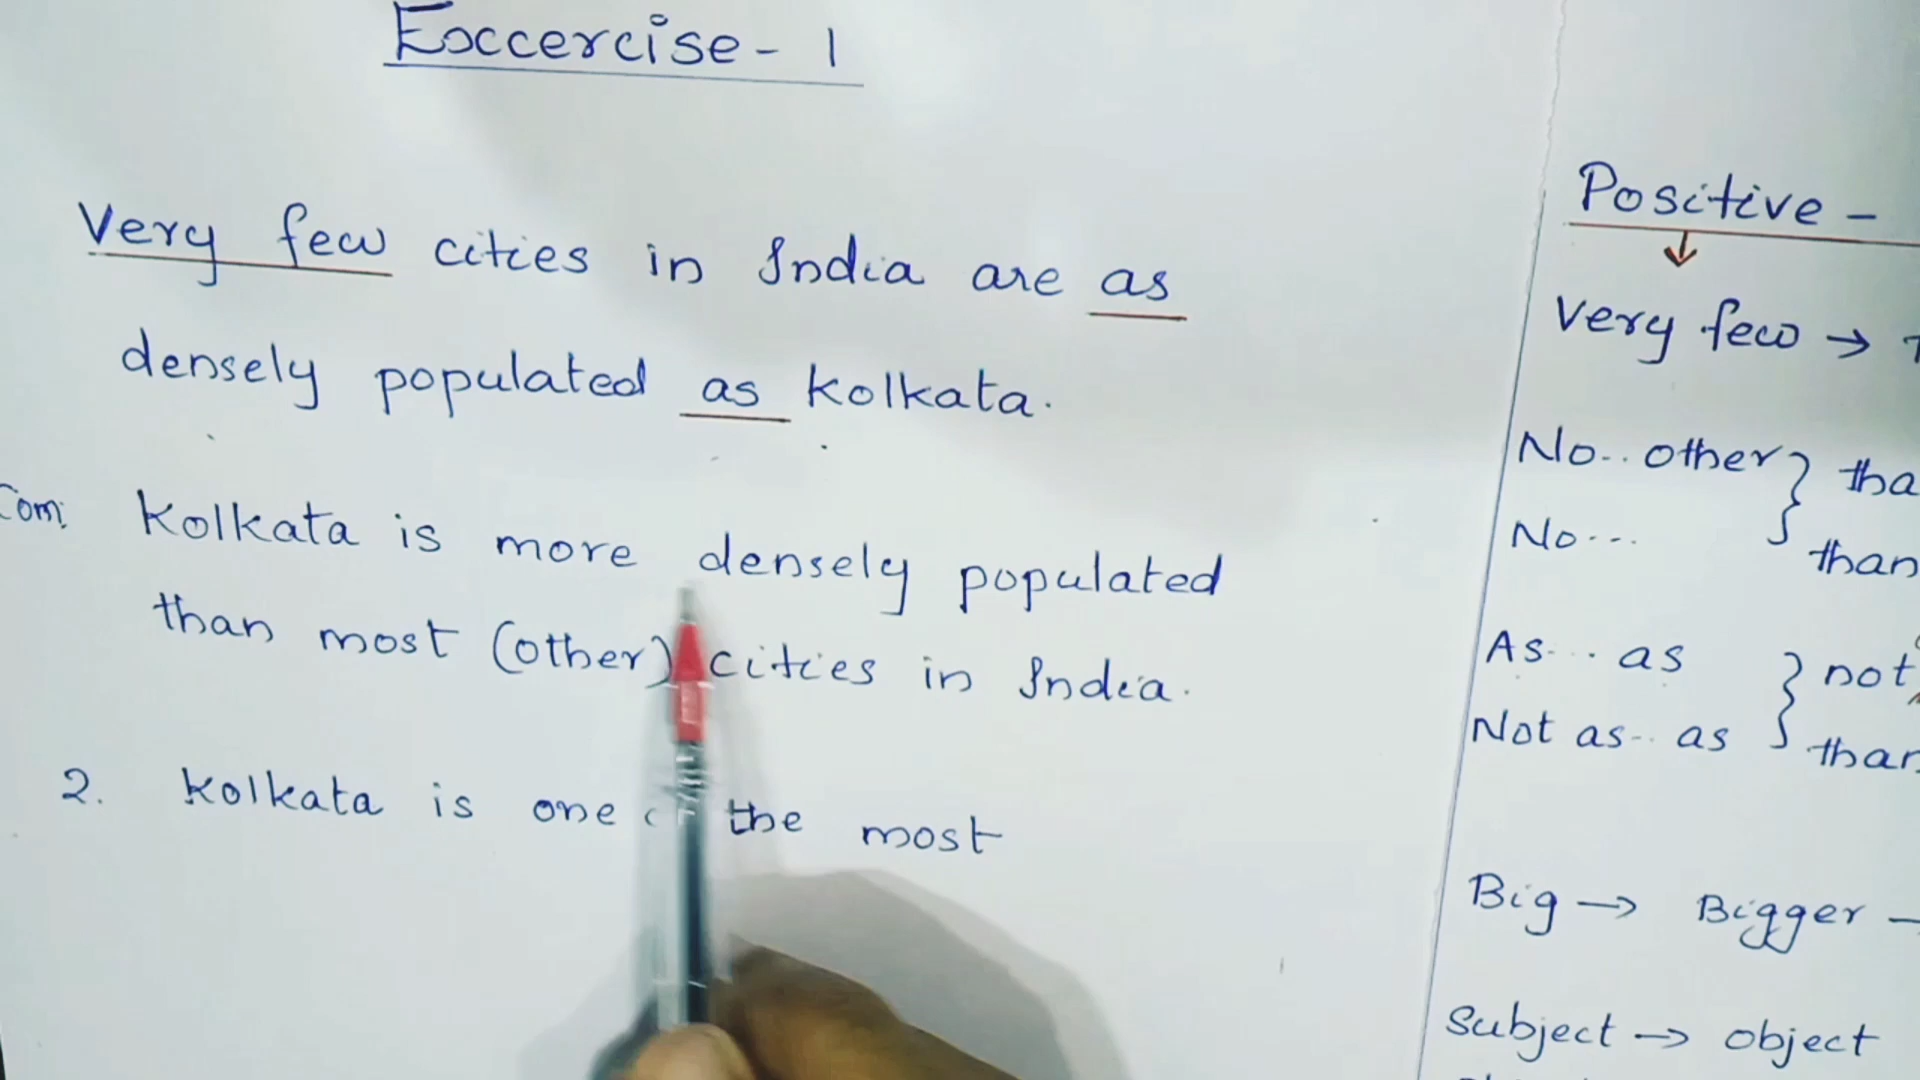 Exccercise - 1
Very few cities in India are as
densely populated as Kolkata.
Com: Kolkata is more densely populated
than most (other) cities in India.
2. Kolkata is one the most
Positive -
Very few →
No.. other } tha
No... than
As... as } not
Not as.. as than
Big → Bigger -
Subject → object